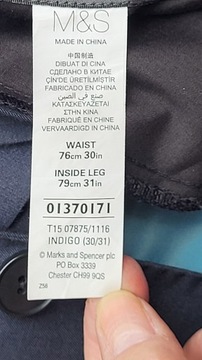 M&S
MADE IN CHINA
中国制造
DIBUAT DI CINA
СДЕЛАНО В КИТАЕ
ÇİN'DE ÜRETİLMİŞTİR
FABRICADO EN CHINA
صنع في الصين
ΚΑΤΑΣΚΕΥΑΖΕΤΑΙ
ΣΤΗΝ ΚΙΝΑ
FABRIQUÉ EN CHINE
VERVAARDIGD IN CHINA
WAIST
76cm 30in
INSIDE LEG
79cm 31in
01370171
T15 07875/1116
INDIGO (30/31)
© Marks and Spencer plc
PO Box 3339
Chester CH99 9QS
Z58